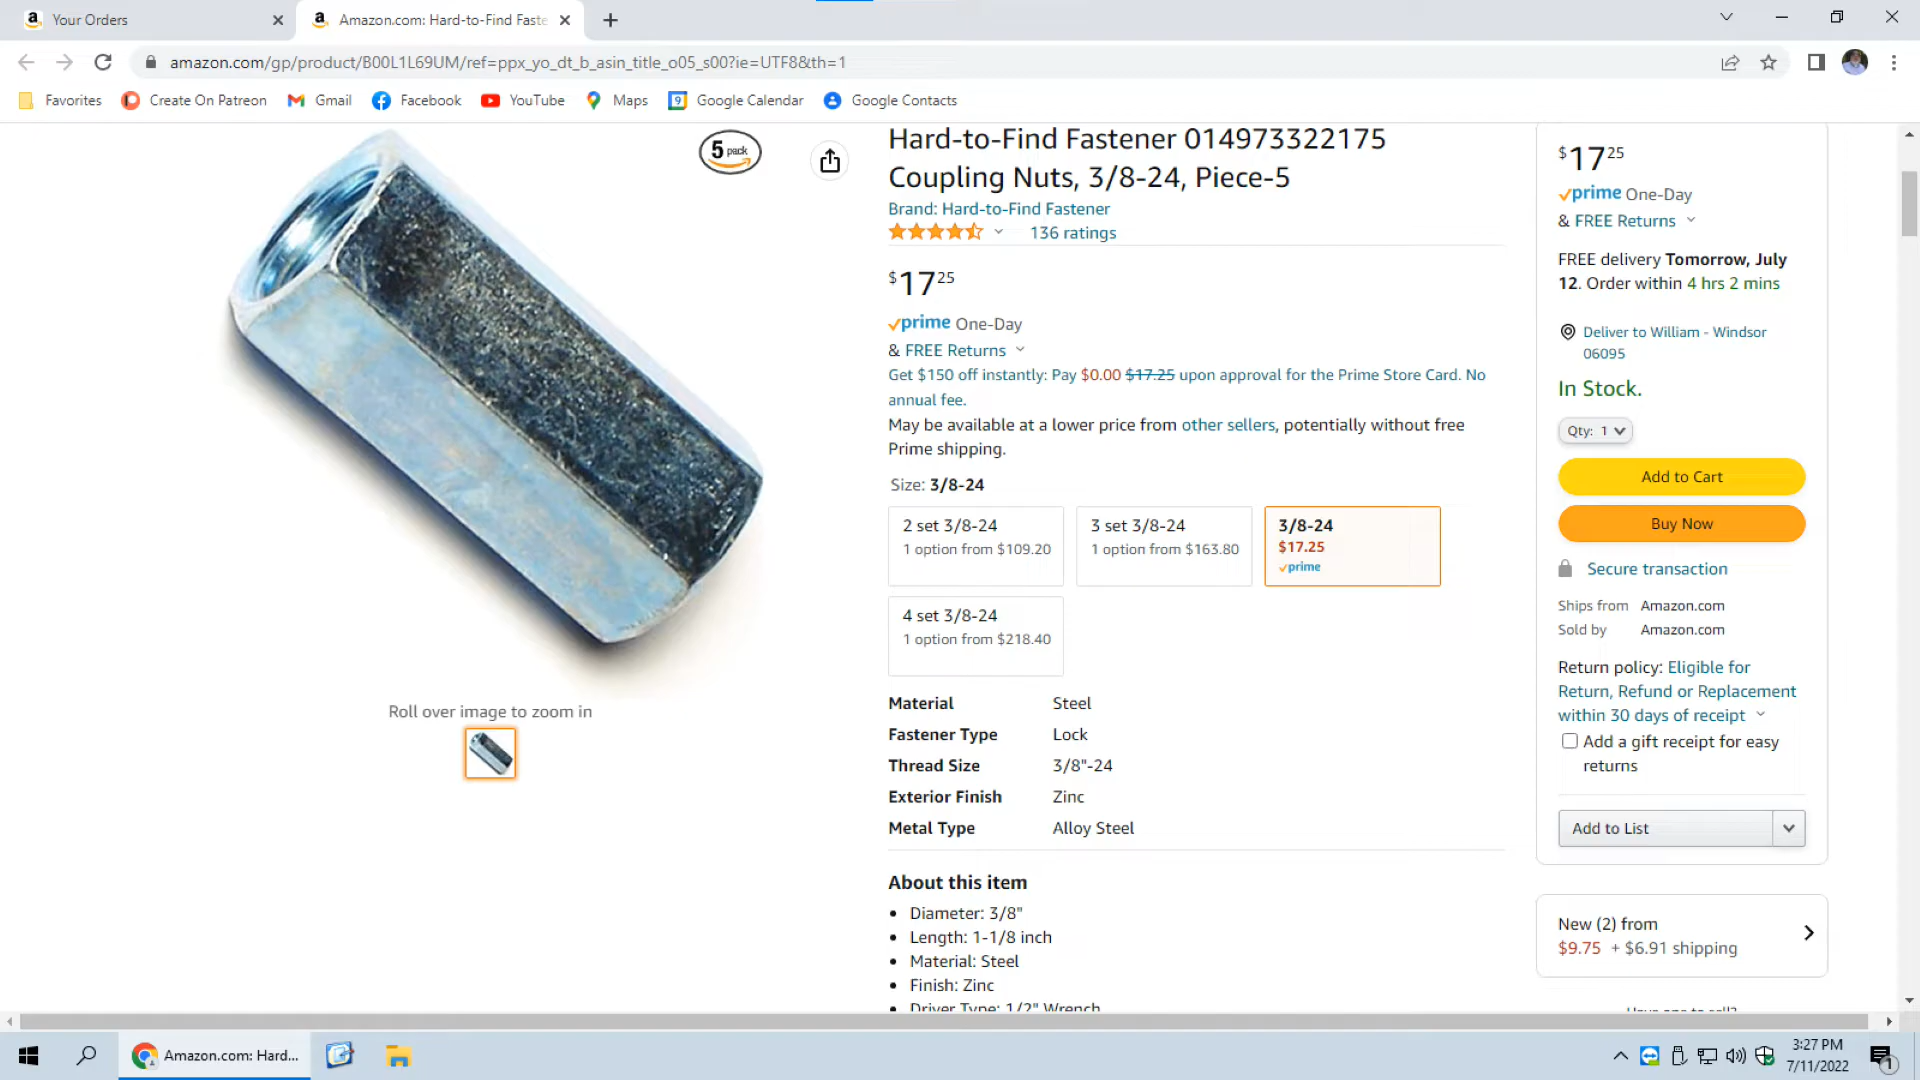 Your Orders
Amazon.com: Hard-to-Find Faste
amazon.com/gp/product/B00L1L69UM/ref=ppx_yo_dt_b_asin_title_o05_s00?ie=UTF8&th=1
Favorites
Create On Patreon
Gmail
Facebook
YouTube
Maps
9
Google Calendar
Google Contacts
5 pack
Roll over image to zoom in
Hard-to-Find Fastener 014973322175
Coupling Nuts, 3/8-24, Piece-5
Brand: Hard-to-Find Fastener
136 ratings
$17 25
prime One-Day
& FREE Returns
Get $150 off instantly: Pay $0.00 $17.25 upon approval for the Prime Store Card. No
annual fee.
May be available at a lower price from other sellers, potentially without free
Prime shipping.
Size: 3/8-24
2 set 3/8-24
1 option from $109.20
3 set 3/8-24
1 option from $163.80
3/8-24
$17.25
prime
4 set 3/8-24
1 option from $218.40
Material Steel
Fastener Type Lock
Thread Size 3/8"-24
Exterior Finish Zinc
Metal Type Alloy Steel
About this item
Diameter: 3/8"
Length: 1-1/8 inch
Material: Steel
Finish: Zinc
Driver Type: 1/2" Wrench
$17 25
prime One-Day
& FREE Returns
FREE delivery Tomorrow, July
12. Order within 4 hrs 2 mins
Deliver to William - Windsor
06095
In Stock.
Qty: 1
Add to Cart
Buy Now
Secure transaction
Ships from Amazon.com
Sold by Amazon.com
Return policy: Eligible for
Return, Refund or Replacement
within 30 days of receipt
Add a gift receipt for easy
returns
Add to List
New (2) from
$9.75 + $6.91 shipping
Amazon.com: Hard...
3:27 PM
7/11/2022
1